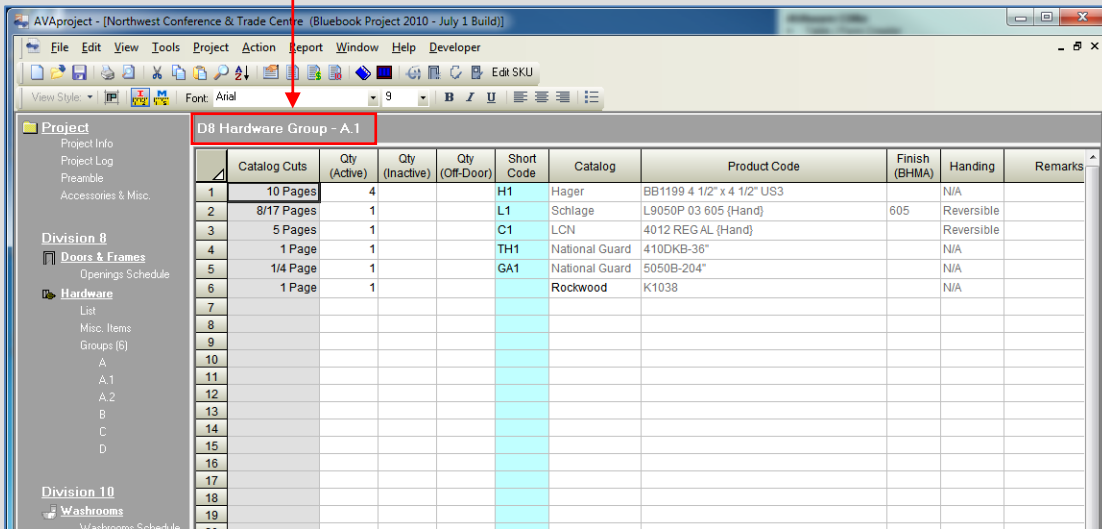 AVAproject - [Northwest Conference & Trade Centre (Bluebook Project 2010 - July 1 Build)]
File Edit View Tools Project Action Report Window Help Developer
Edit SKU
View Style: Font: Arial 9 B I U
Project
Project Info
Project Log
Preamble
Accessories & Misc.
Division 8
Doors & Frames
Openings Schedule
Hardware
List
Misc. Items
Groups (6)
A
A.1
A.2
B
C
D
Division 10
Washrooms
Washrooms Schedule
D8 Hardware Group - A.1
Catalog Cuts Qty (Active) Qty (Inactive) Qty (Off-Door) Short Code Catalog Product Code Finish (BHMA) Handing Remarks
1 10 Pages 4 H1 Hager BB1199 4 1/2" x 4 1/2" US3 N/A
2 8/17 Pages 1 L1 Schlage L9050P 03 605 {Hand} 605 Reversible
3 5 Pages 1 C1 LCN 4012 REG AL {Hand} Reversible
4 1 Page 1 TH1 National Guard 410DKB-36" N/A
5 1/4 Page 1 GA1 National Guard 5050B-204" N/A
6 1 Page 1 Rockwood K1038 N/A
7
8
9
10
11
12
13
14
15
16
17
18
19